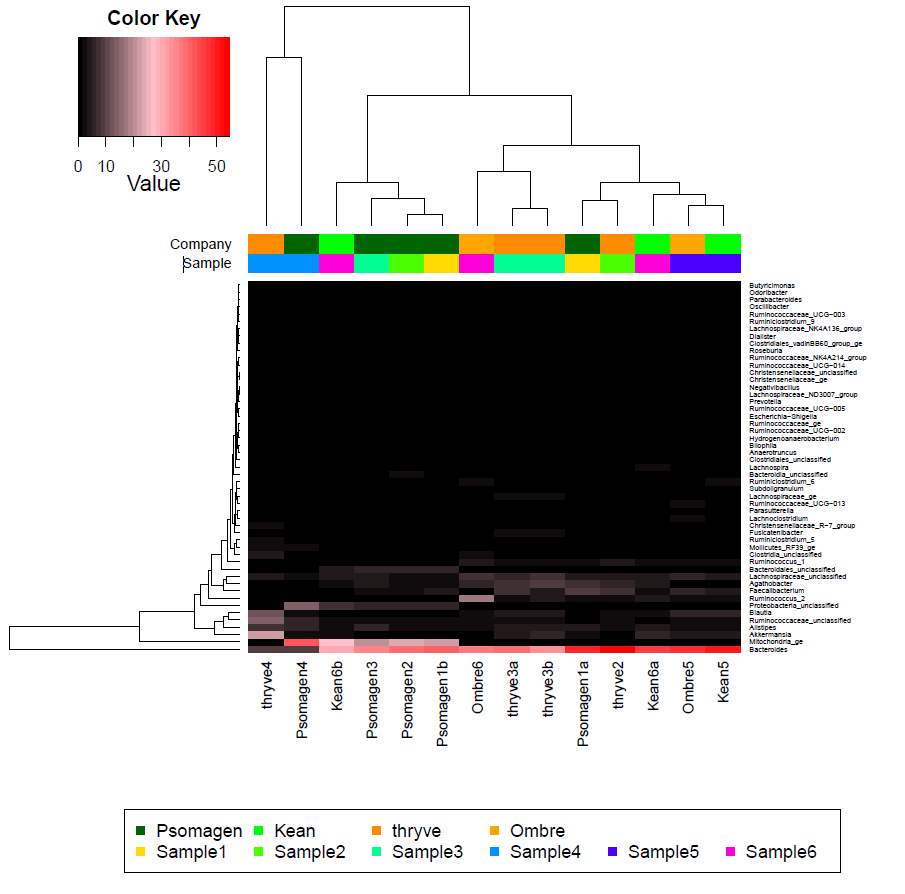 Color Key
0 10 30 50
Value
Company
Sample
Butyricimonas
Odoribacter
Parabacteroides
Oscillibacter
Ruminococcaceae_UCG-003
Ruminiclostridium_9
Lachnospiraceae_NK4A136_group
Dialister
Clostridiales_vadinBB60_group_ge
Roseburia
Ruminococcaceae_NK4A214_group
Ruminococcaceae_UCG-014
Christensenellaceae_unclassified
Christensenellaceae_ge
Negativibacillus
Lachnospiraceae_ND3007_group
Prevotella
Ruminococcaceae_UCG-005
Escherichia-Shigella
Ruminococcaceae_ge
Ruminococcaceae_UCG-002
Hydrogenoanaerobacterium
Bilophila
Anaerotruncus
Clostridiales_unclassified
Lachnospira
Bacteroidia_unclassified
Ruminiclostridium_6
Subdoligranulum
Lachnospiraceae_ge
Ruminococcaceae_UCG-013
Parasutterella
Lachnoclostridium
Christensenellaceae_R-7_group
Fusicatenibacter
Ruminiclostridium_5
Mollicutes_RF39_ge
Clostridia_unclassified
Ruminococcus_1
Bacteroidales_unclassified
Lachnospiraceae_unclassified
Agathobacter
Faecalibacterium
Ruminococcus_2
Proteobacteria_unclassified
Blautia
Ruminococcaceae_unclassified
Alistipes
Akkermansia
Mitochondria_ge
Bacteroides
thryve4 Psomagen4 Kean6b Psomagen3 Psomagen2 Psomagen1b Ombre6 thryve3a thryve3b Psomagen1a thryve2 Kean6a Ombre5 Kean5
Psomagen Kean thryve Ombre
Sample1 Sample2 Sample3 Sample4 Sample5 Sample6